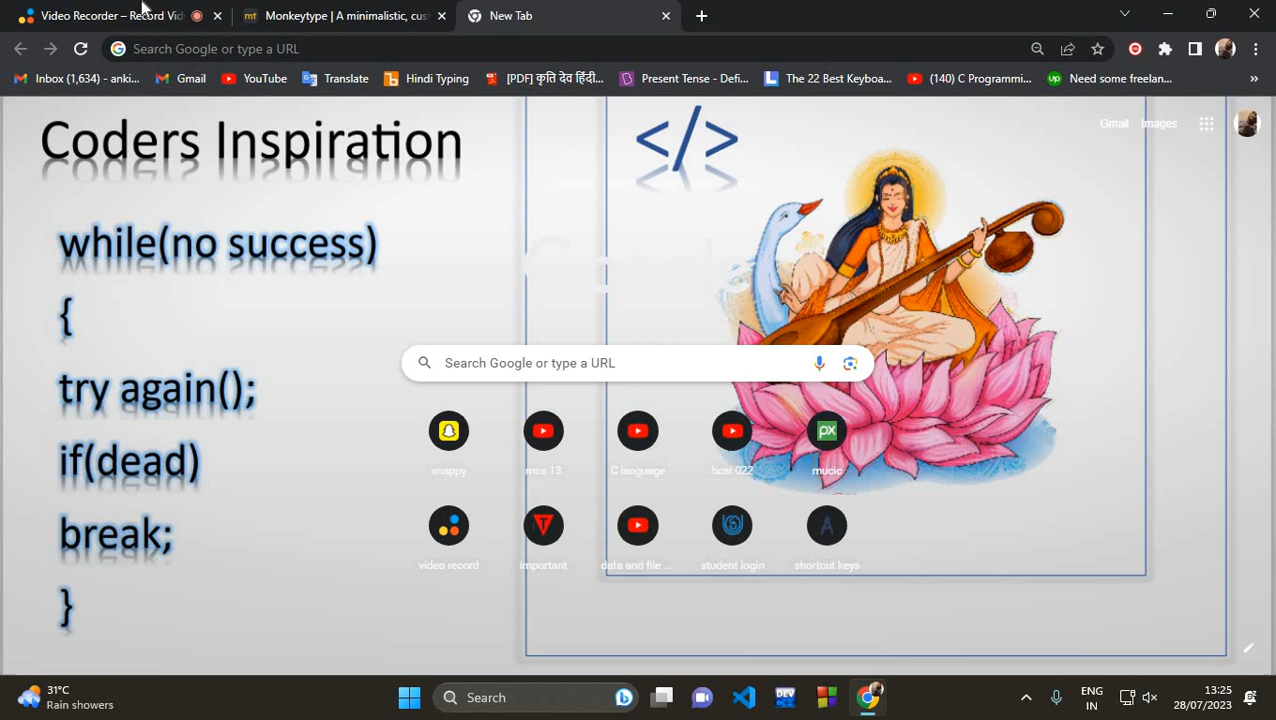 Video Recorder – Record Vid
Monkeytype | A minimalistic, cus
New Tab
Search Google or type a URL
Inbox (1,634) - anki...
Gmail
YouTube
Translate
Hindi Typing
[PDF] कृति देव हिंदी...
Present Tense - Defi...
The 22 Best Keyboa...
(140) C Programmi...
Need some freelan...
»
Coders Inspiration
</>
Gmail
Images
while(no success)
{
try again();
if(dead)
break;
}
Search Google or type a URL
snappy
mcs 13
C language
bcsl 022
mucic
video record
important
data and file ...
student login
shortcut keys
31°C
Rain showers
Search
DEV
ENG
IN
13:25
28/07/2023